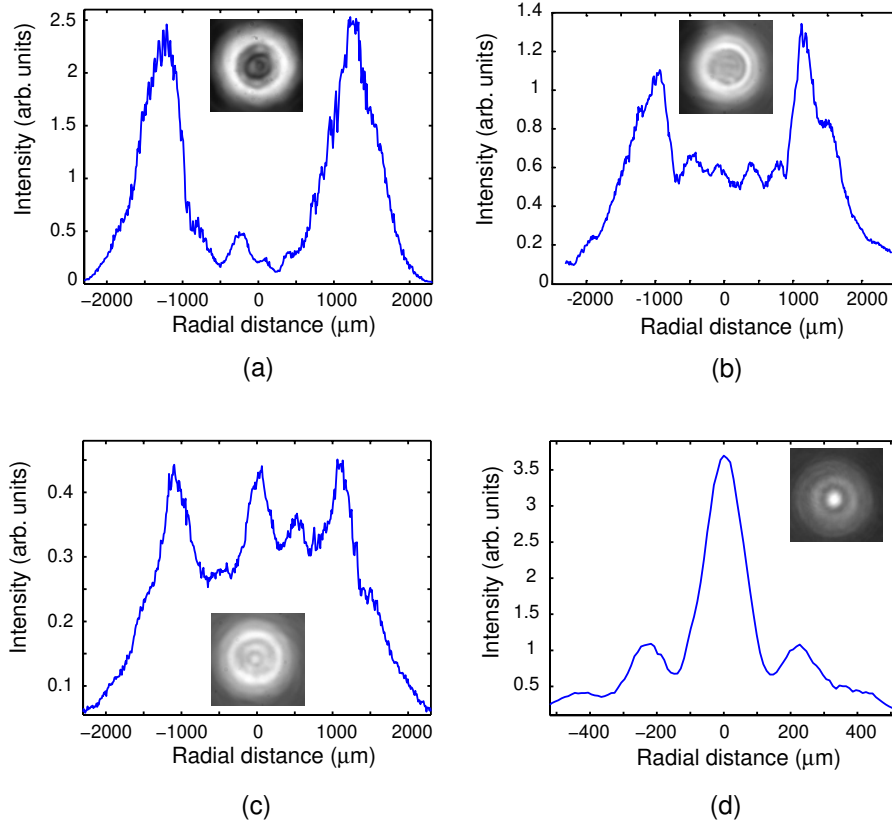 2.5
2
1.5
1
0.5
0
−2000 −1000 0 1000 2000
Intensity (arb. units)
Radial distance (μm)
(a)
1.4
1.2
1
0.8
0.6
0.4
0.2
0
-2000 -1000 0 1000 2000
Intensity (arb. units)
Radial distance (μm)
(b)
0.4
0.3
0.2
0.1
−2000 −1000 0 1000 2000
Intensity (arb. units)
Radial distance (μm)
(c)
3.5
3
2.5
2
1.5
1
0.5
−400 −200 0 200 400
Intensity (arb. units)
Radial distance (μm)
(d)